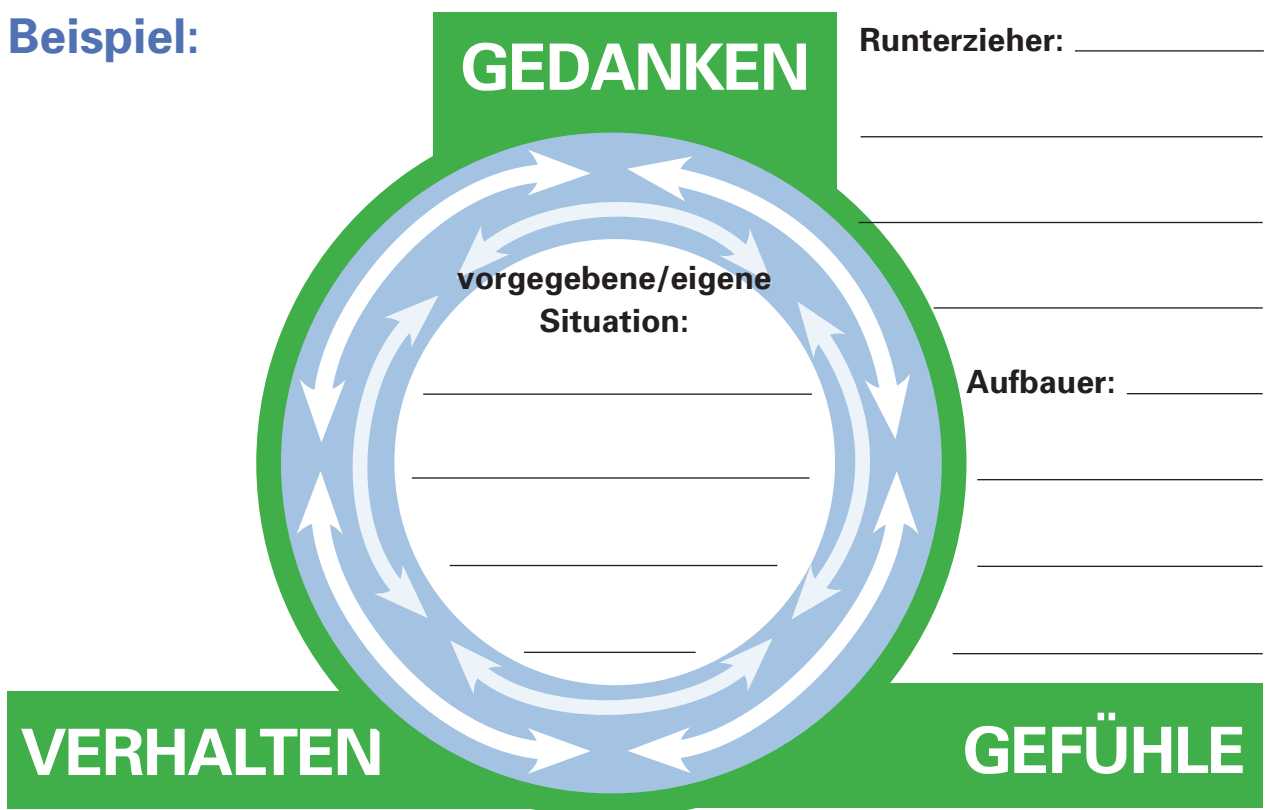 Beispiel:
GEDANKEN
Runterzieher:
vorgegebene/eigene
Situation:
Aufbauer:
VERHALTEN
GEFÜHLE